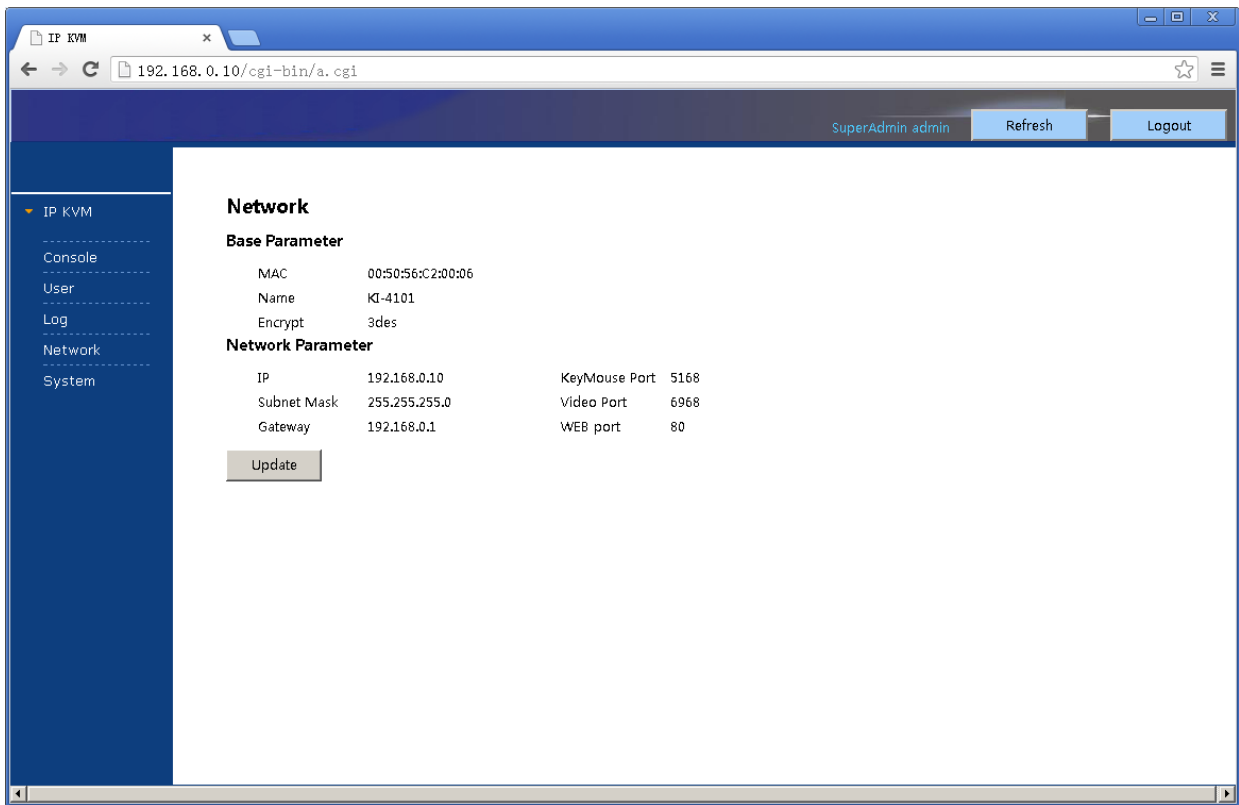 IP KVM
192.168.0.10/cgi-bin/a.cgi
SuperAdmin admin
Refresh
Logout
IP KVM
Console
User
Log
Network
System
Network
Base Parameter
MAC 00:50:56:C2:00:06
Name KI-4101
Encrypt 3des
Network Parameter
IP 192.168.0.10 KeyMouse Port 5168
Subnet Mask 255.255.255.0 Video Port 6968
Gateway 192.168.0.1 WEB port 80
Update